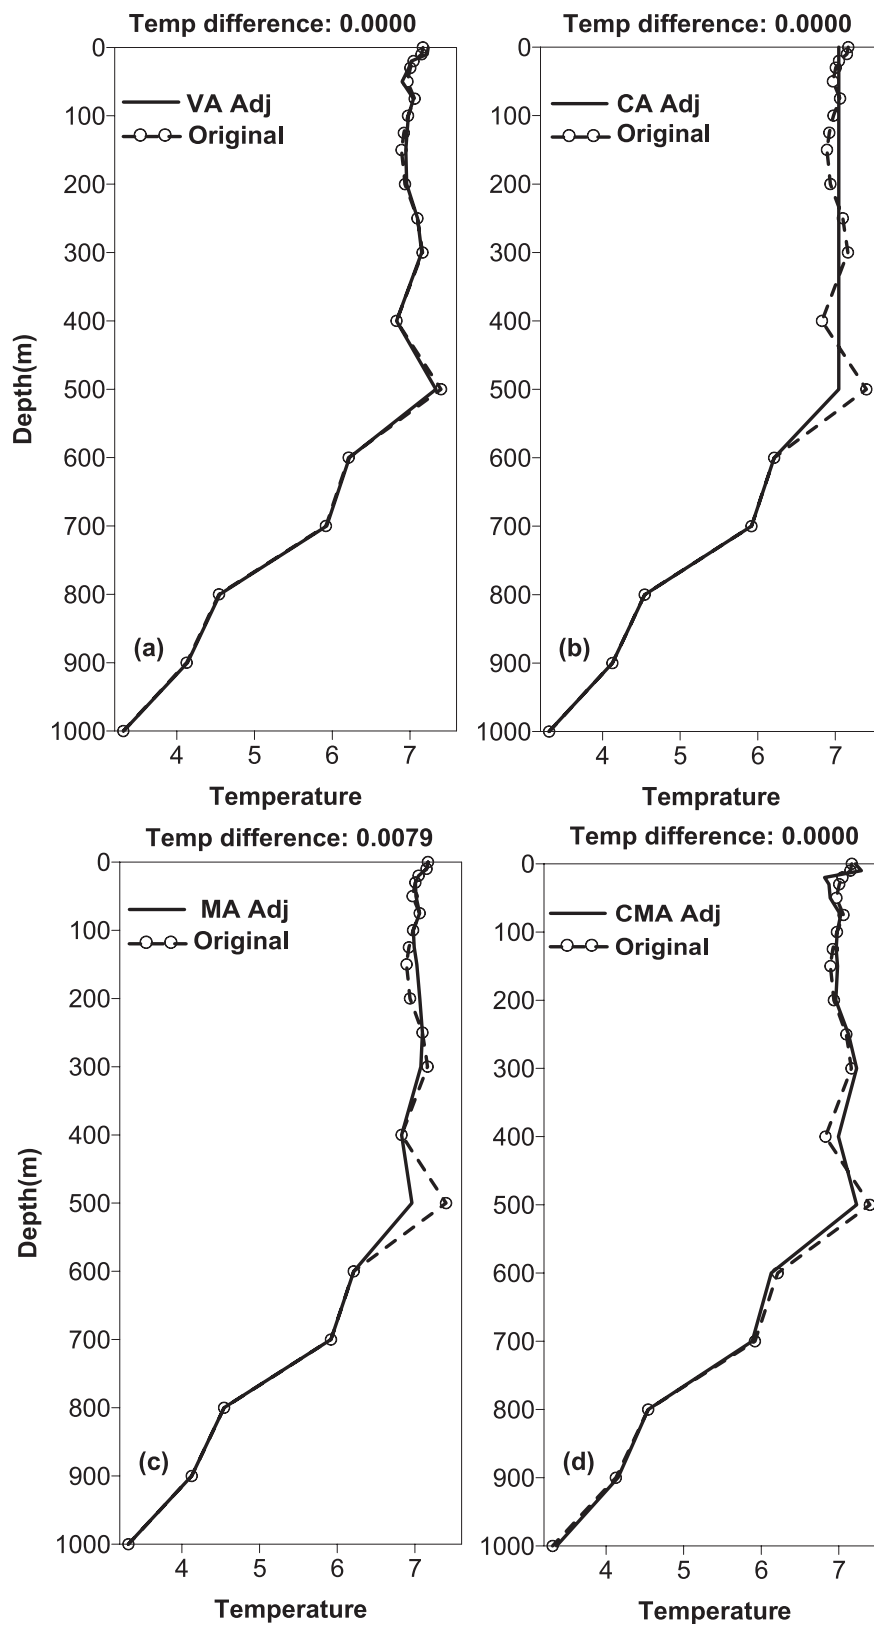 Temp difference: 0.0000
0
100
200
300
400
500
600
700
800
900
1000
VA Adj
Original
Depth(m)
(a)
4 5 6 7
Temperature
Temp difference: 0.0000
0
100
200
300
400
500
600
700
800
900
1000
CA Adj
Original
(b)
4 5 6 7
Temprature
Temp difference: 0.0079
0
100
200
300
400
500
600
700
800
900
1000
MA Adj
Original
Depth(m)
(c)
4 5 6 7
Temperature
Temp difference: 0.0000
0
100
200
300
400
500
600
700
800
900
1000
CMA Adj
Original
(d)
4 5 6 7
Temperature